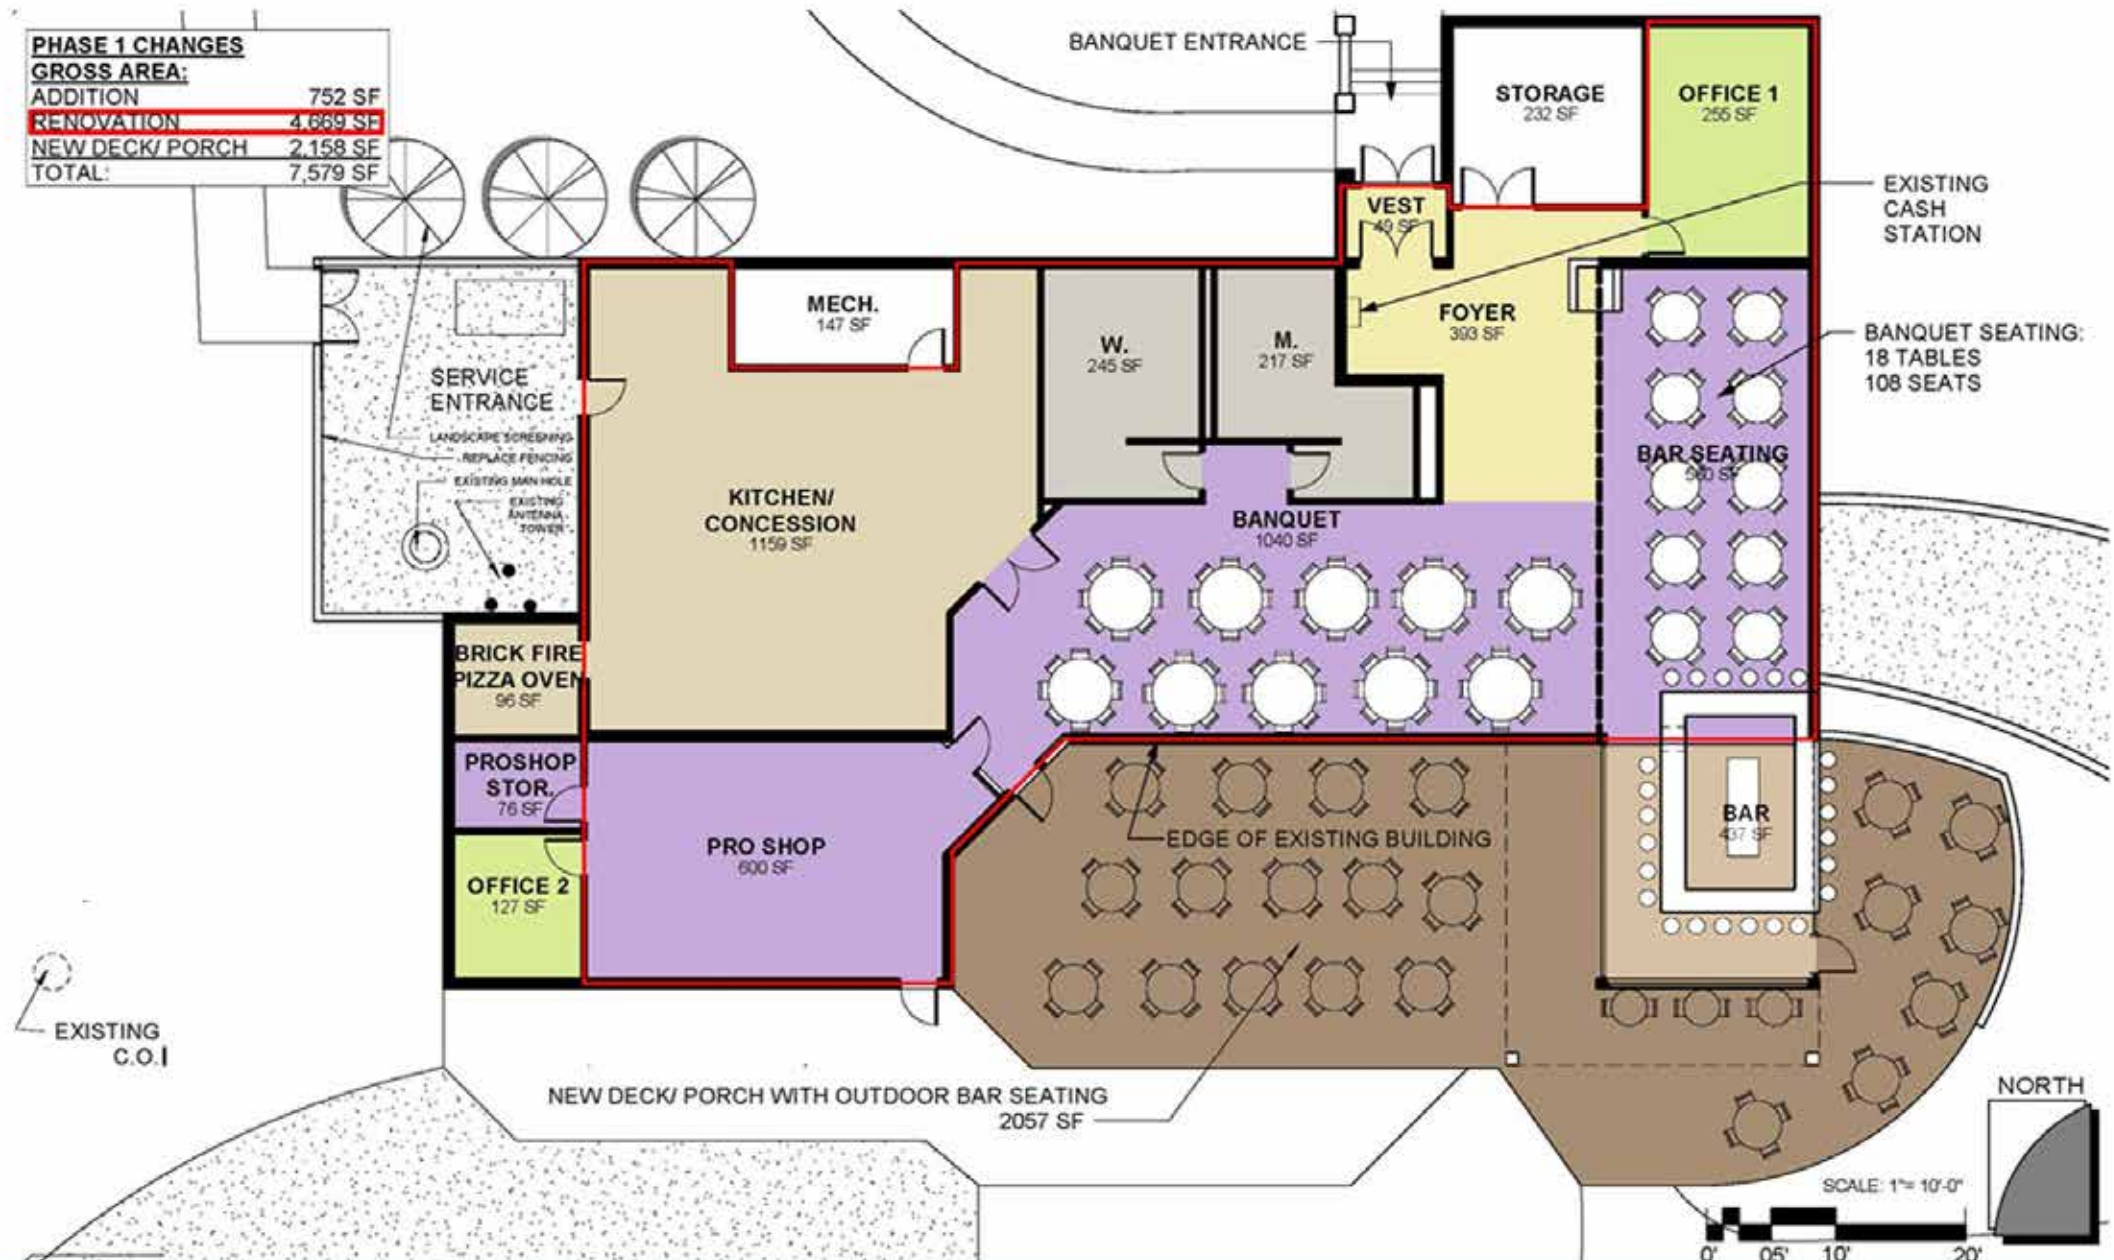 PHASE 1 CHANGES
GROSS AREA:
ADDITION 752 SF
RENOVATION 4,669 SF
NEW DECK/ PORCH 2,158 SF
TOTAL: 7,579 SF
BANQUET ENTRANCE
STORAGE
232 SF
OFFICE 1
255 SF
EXISTING
CASH
STATION
VEST
49 SF
MECH.
147 SF
FOYER
393 SF
W.
245 SF
M.
217 SF
BANQUET SEATING:
18 TABLES
108 SEATS
SERVICE
ENTRANCE
LANDSCAPE SCREENING
REPLACE FENCING
EXISTING MAN HOLE
EXISTING
ANTENNA
TOWER
BAR SEATING
560 SF
KITCHEN/
CONCESSION
1159 SF
BANQUET
1040 SF
BRICK FIRE
PIZZA OVEN
96 SF
PROSHOP
STOR.
76 SF
PRO SHOP
600 SF
EDGE OF EXISTING BUILDING
BAR
437 SF
OFFICE 2
127 SF
EXISTING
C.O.
NEW DECK/ PORCH WITH OUTDOOR BAR SEATING
2057 SF
NORTH
SCALE: 1"= 10'-0"
0' 05' 10' 20'